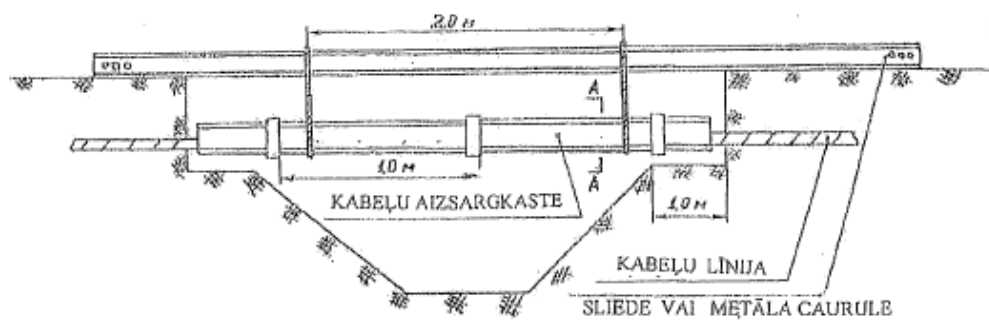 2,0 м
А
А
1,0 м
KABEĻU AIZSARGKASTE
1,0 м
KABEĻU LĪNIJA
SLIEDE VAI METĀLA CAURULE